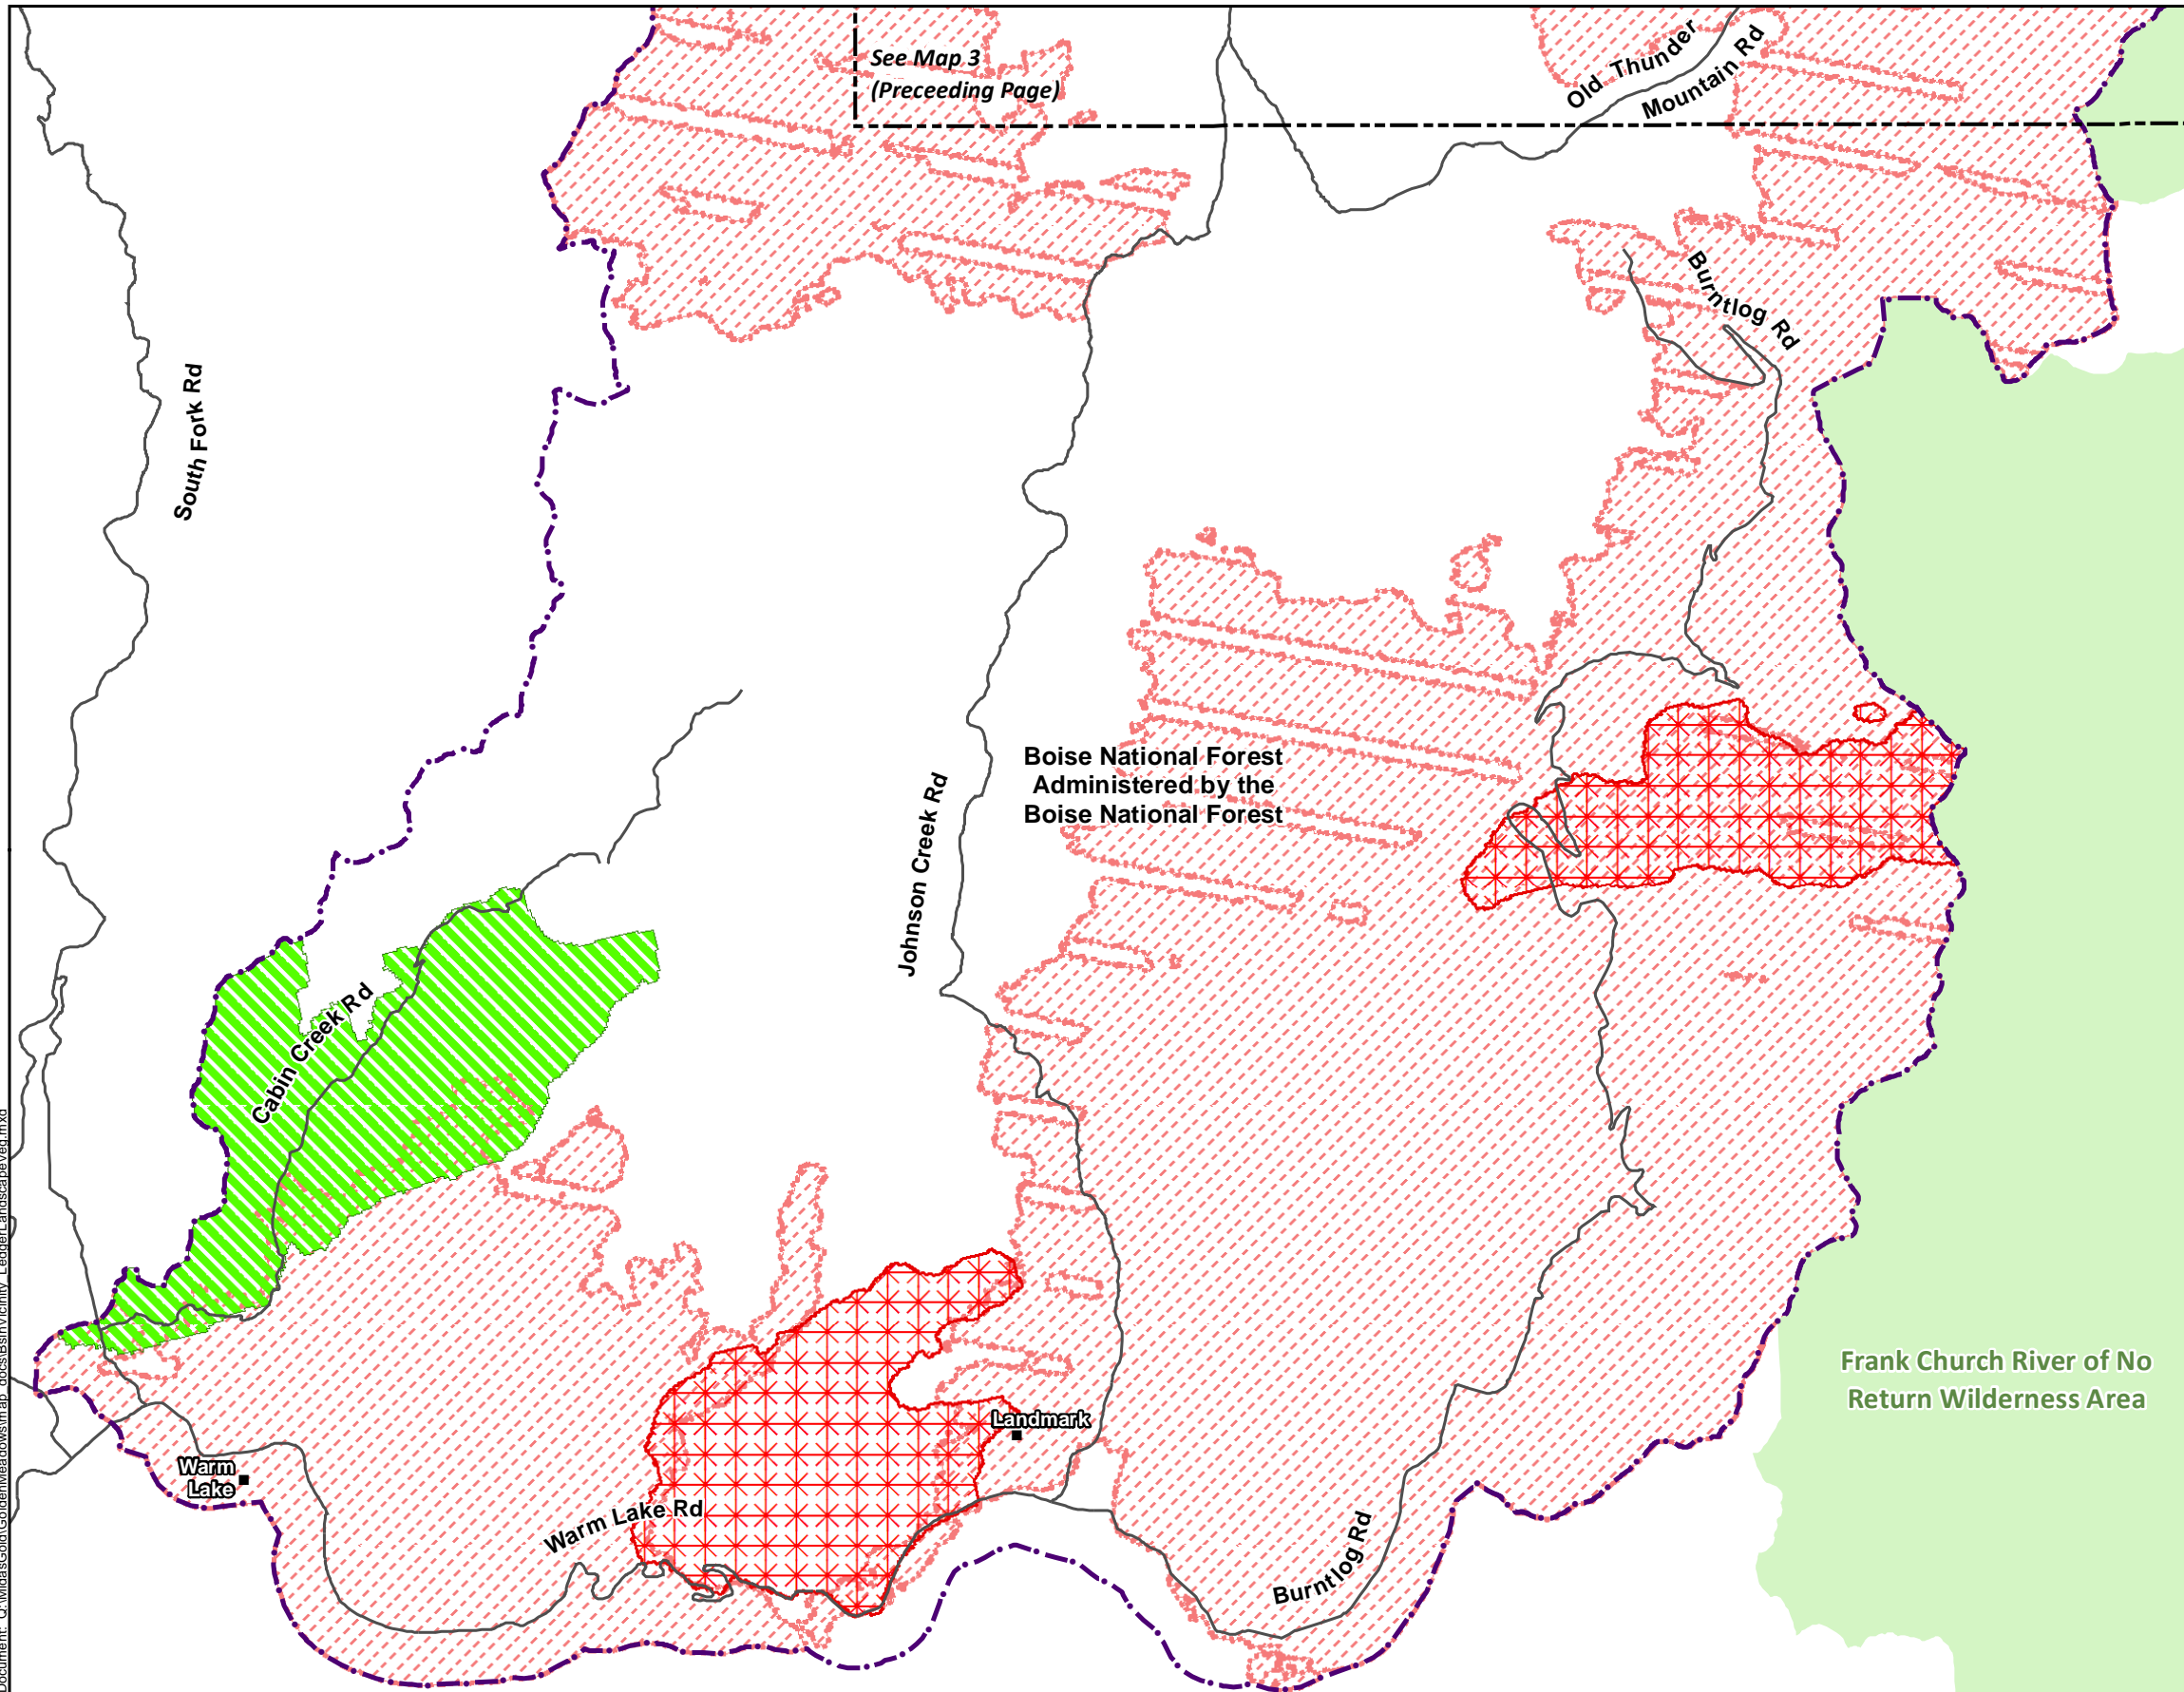 See Map 3
(Preceeding Page)
Old Thunder
Mountain Rd
Burntlog Rd
South Fork Rd
Boise National Forest
Administered by the
Boise National Forest
Johnson Creek Rd
Cabin Creek Rd
Frank Church River of No
Return Wilderness Area
Landmark
Warm
Lake
Warm Lake Rd
Burntlog Rd